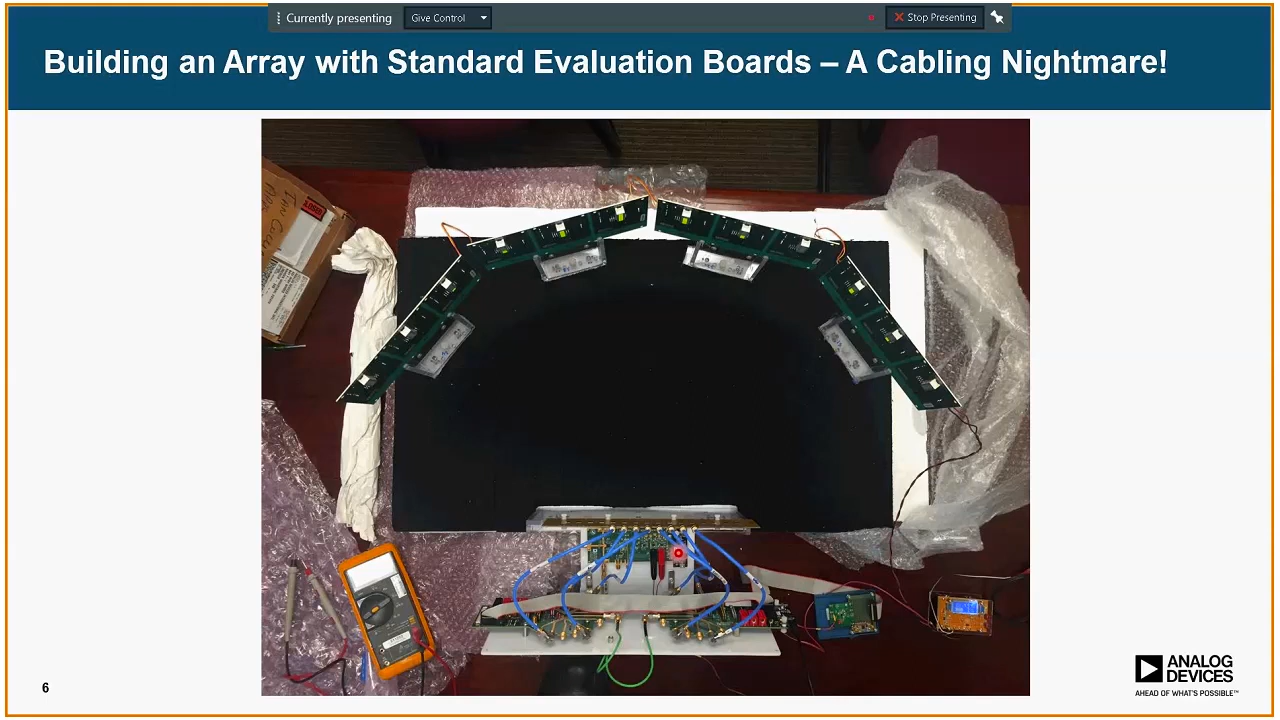 Currently presenting
Give Control
Stop Presenting
Building an Array with Standard Evaluation Boards – A Cabling Nightmare!
6
ANALOG
DEVICES
AHEAD OF WHAT'S POSSIBLE™